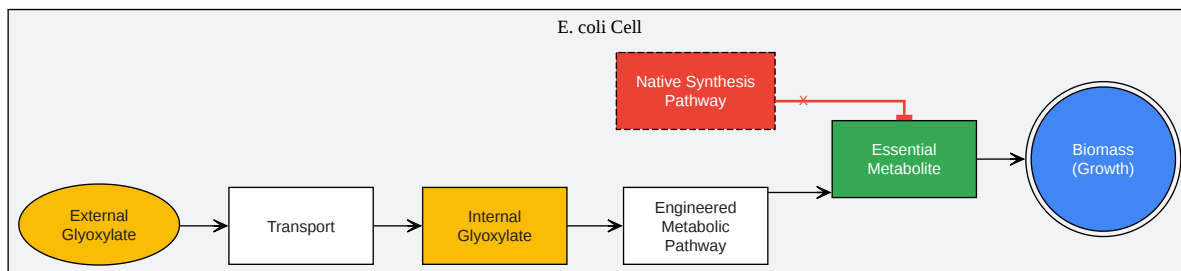 E. coli Cell
Native Synthesis
Pathway
x
Essential
Metabolite
Biomass
(Growth)
External
Glyoxylate
Transport
Internal
Glyoxylate
Engineered
Metabolic
Pathway